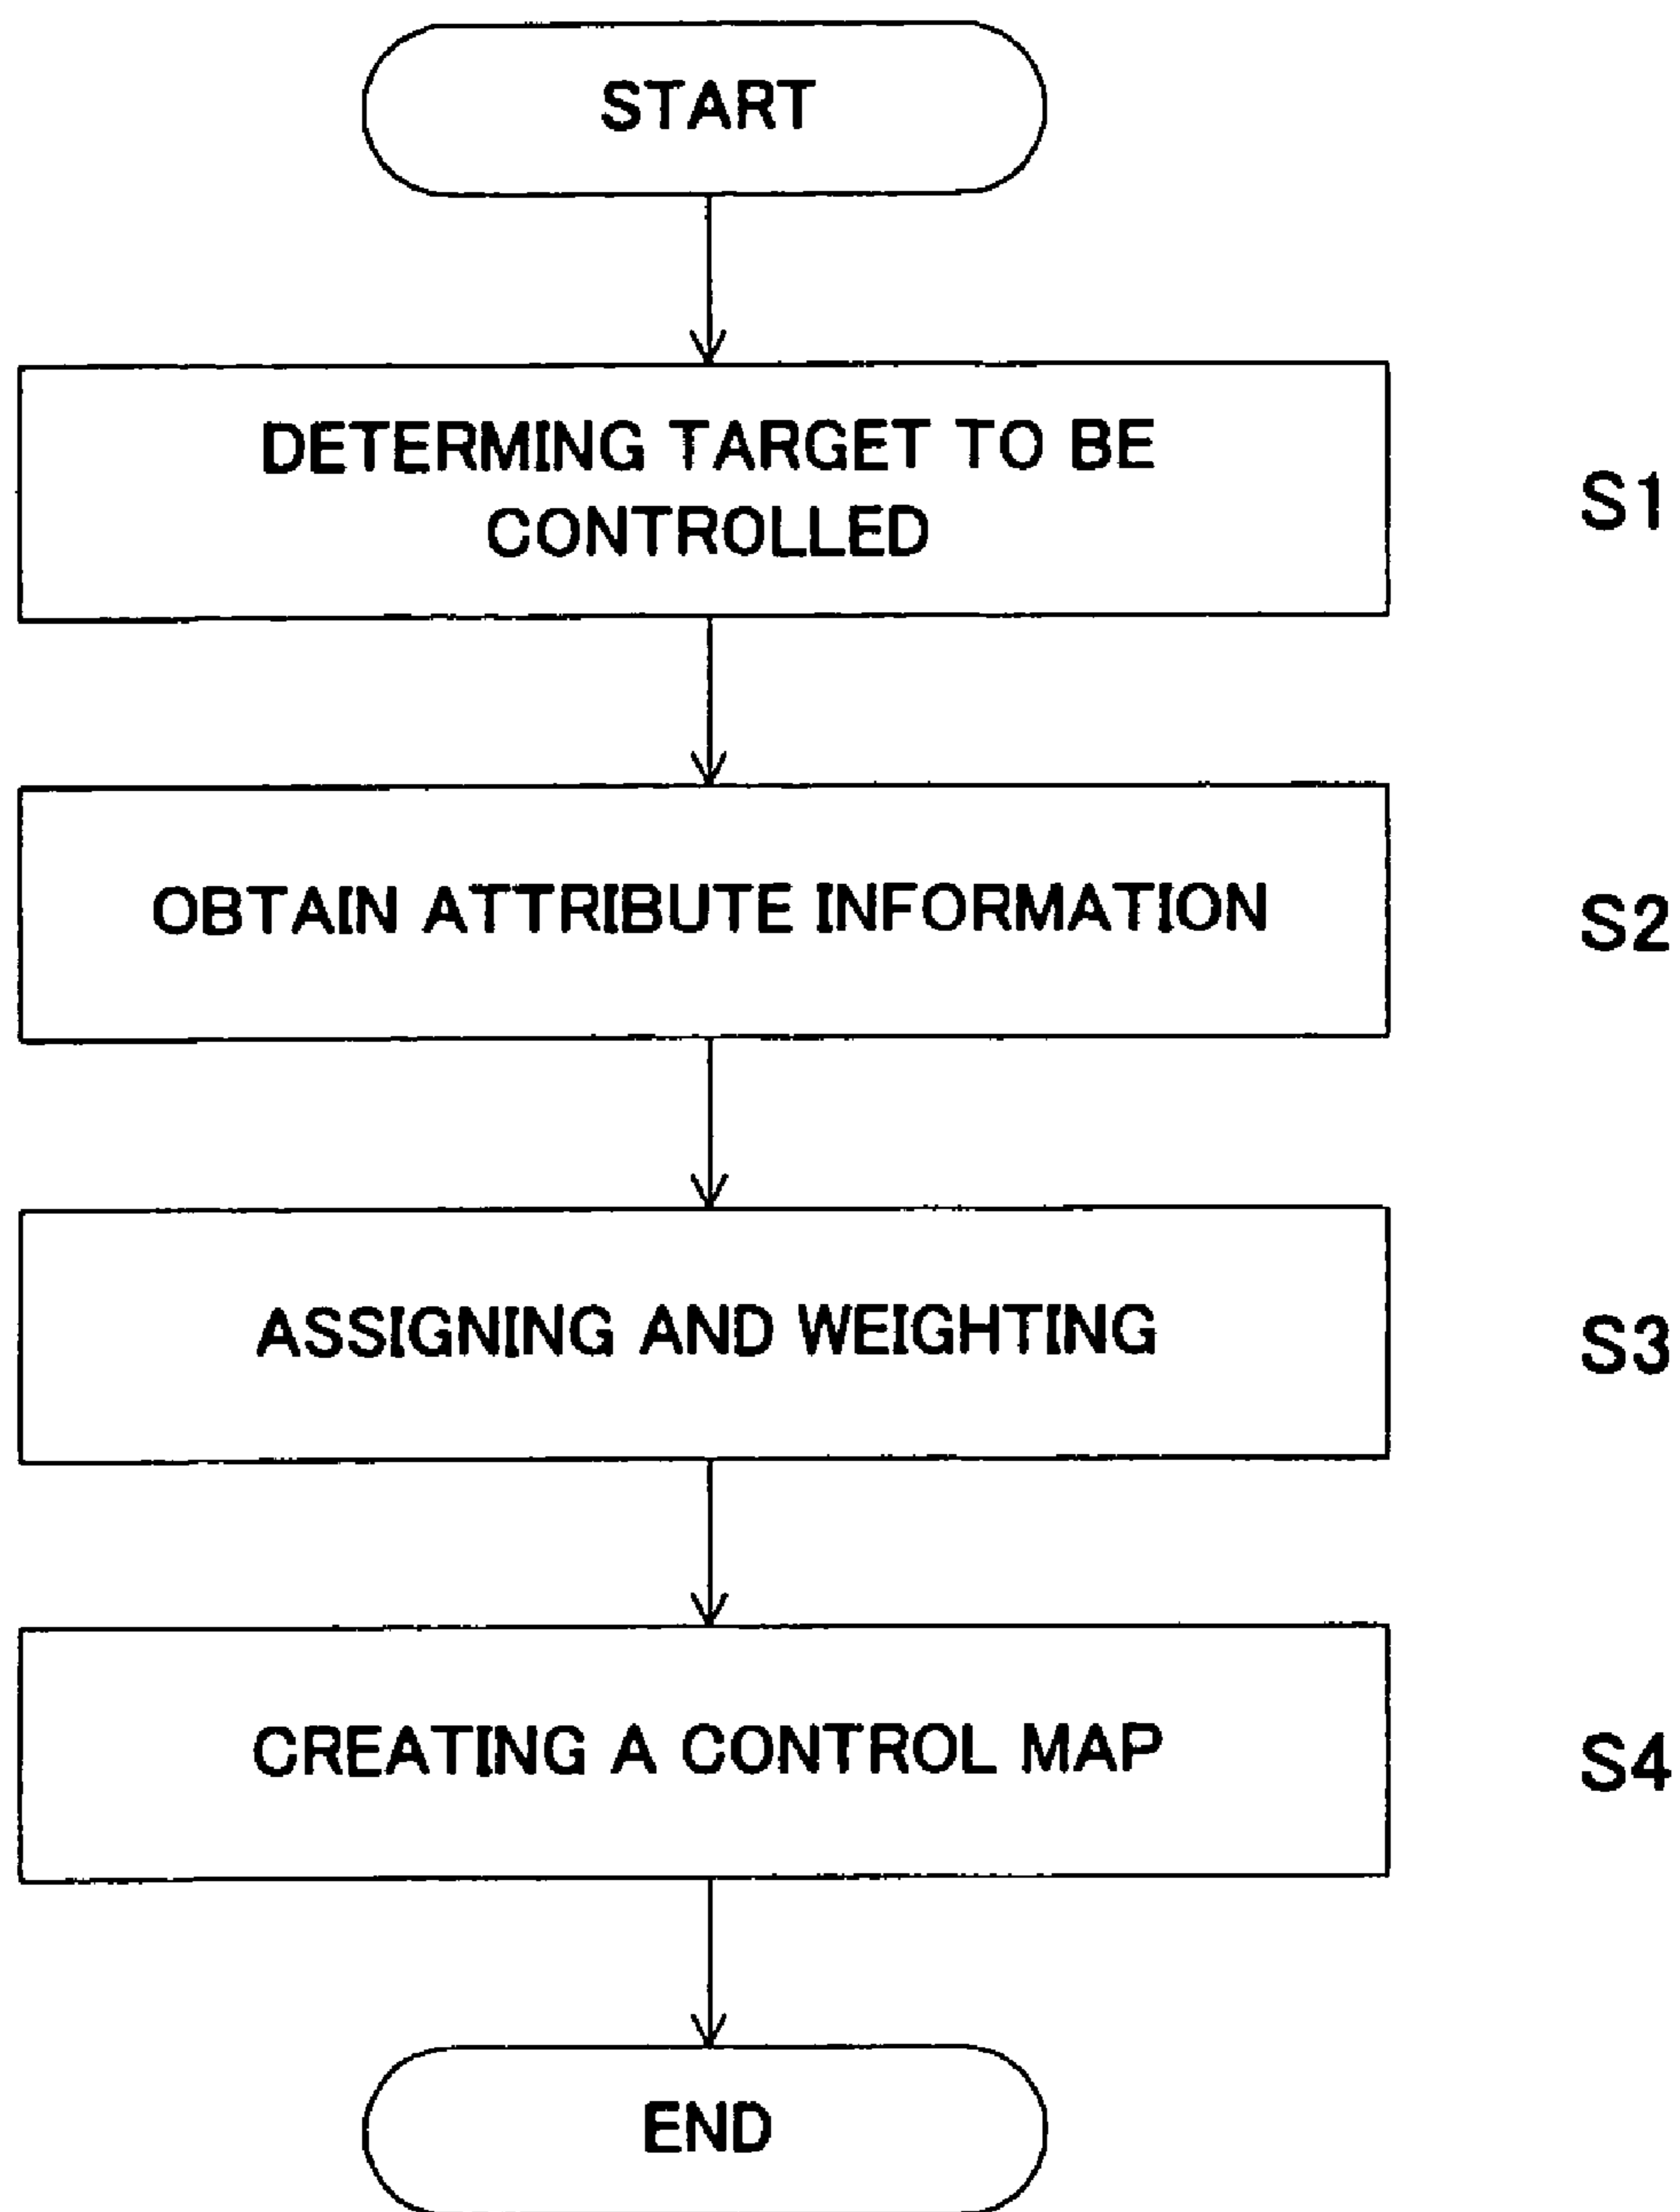 START
DETERMING TARGET TO BE
CONTROLLED
S1
OBTAIN ATTRIBUTE INFORMATION
S2
ASSIGNING AND WEIGHTING
S3
CREATING A CONTROL MAP
S4
END